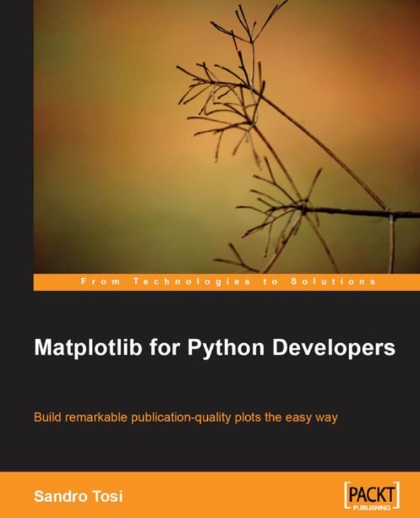 From Technologies to Solutions
Matplotlib for Python Developers
Build remarkable publication-quality plots the easy way
Sandro Tosi
[PACKT]
PUBLISHING